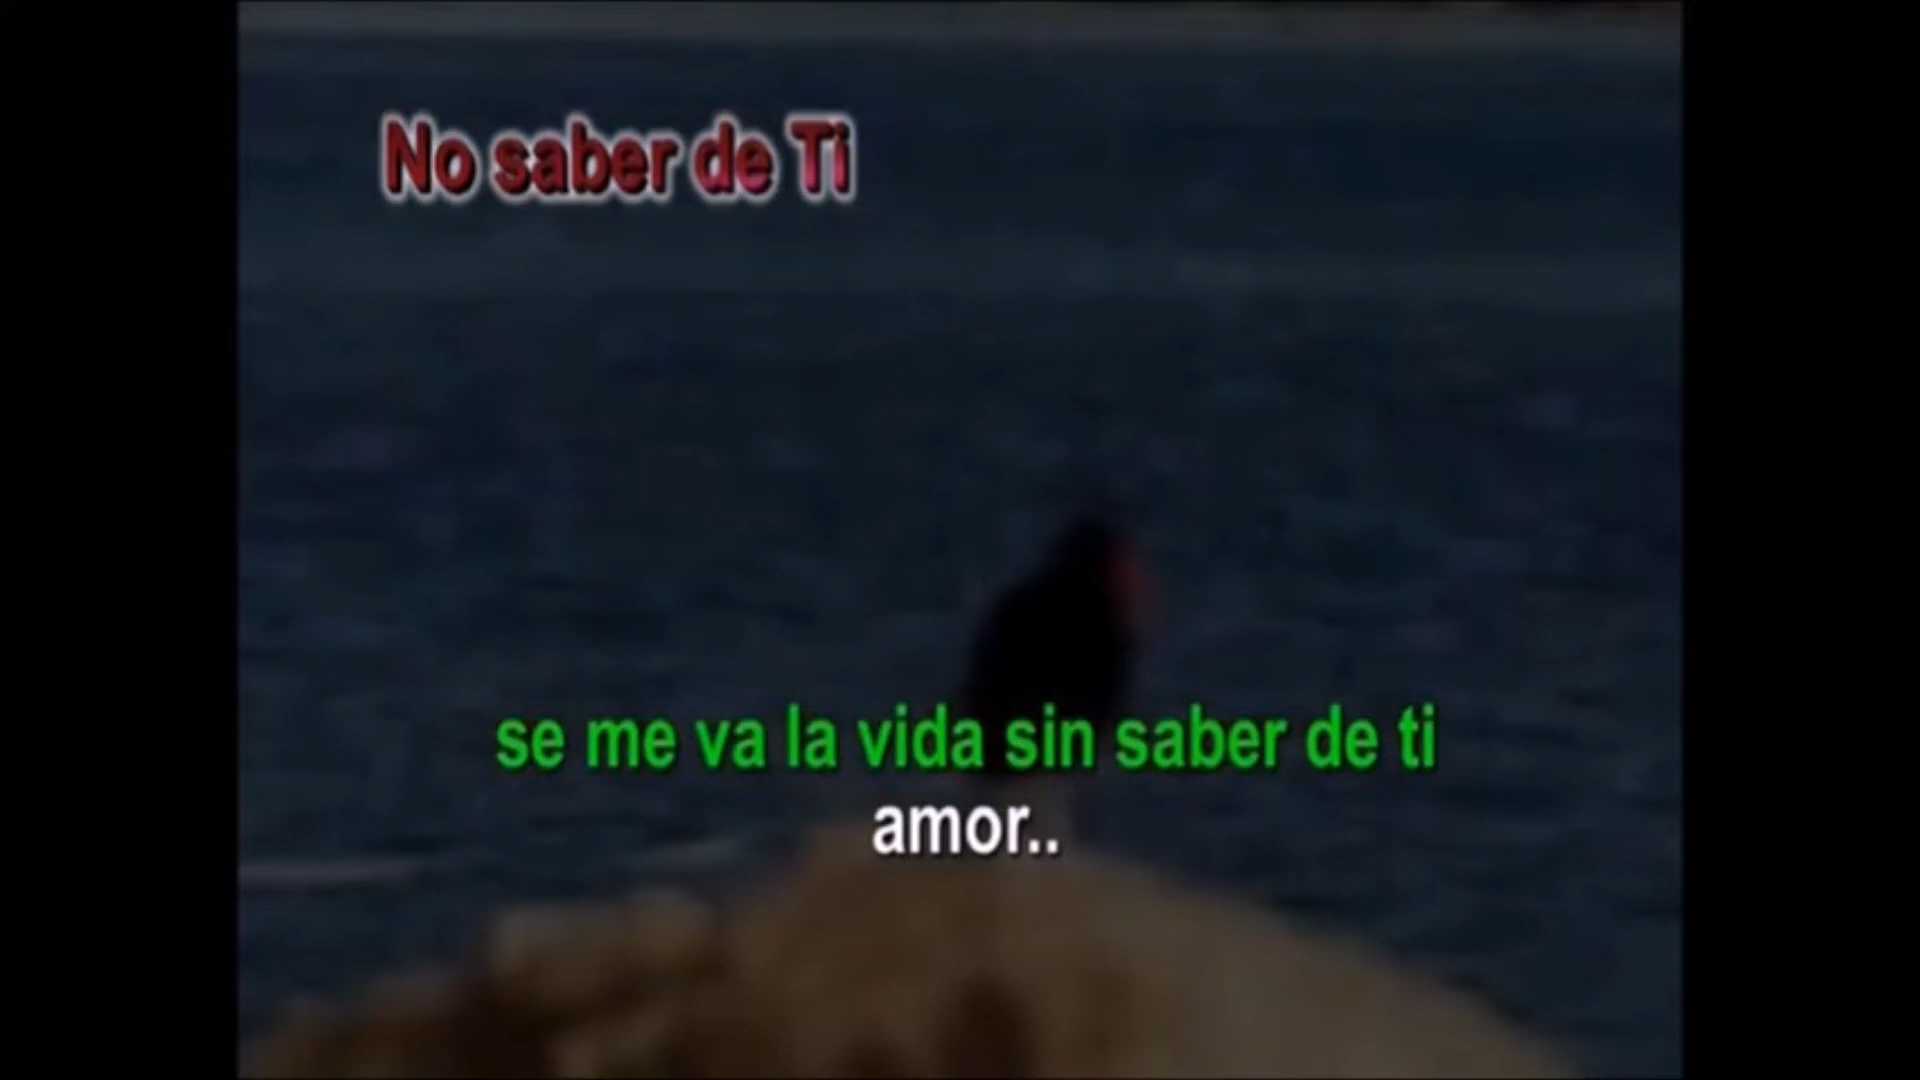 No saber de Ti
se me va la vida sin saber de ti
amor..